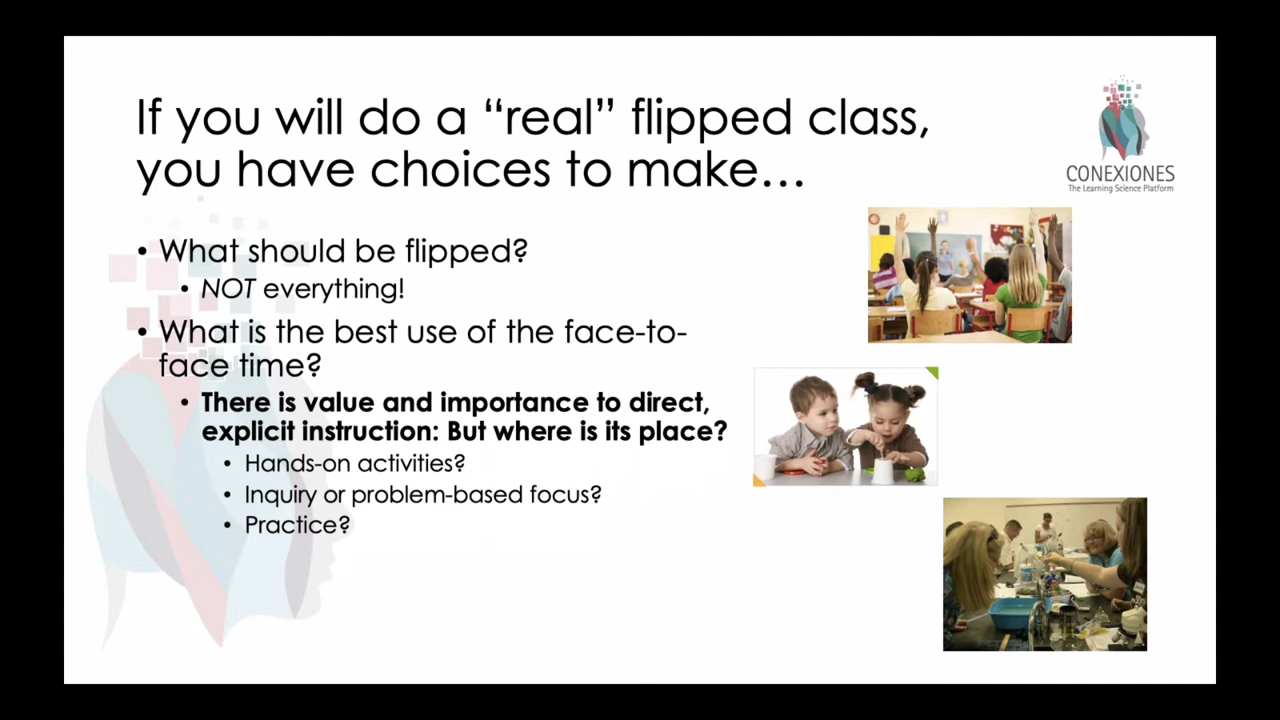 If you will do a “real” flipped class,
you have choices to make…
CONEXIONES
The Learning Science Platform
• What should be flipped?
• NOT everything!
• What is the best use of the face-to-
face time?
• There is value and importance to direct,
explicit instruction: But where is its place?
• Hands-on activities?
• Inquiry or problem-based focus?
• Practice?